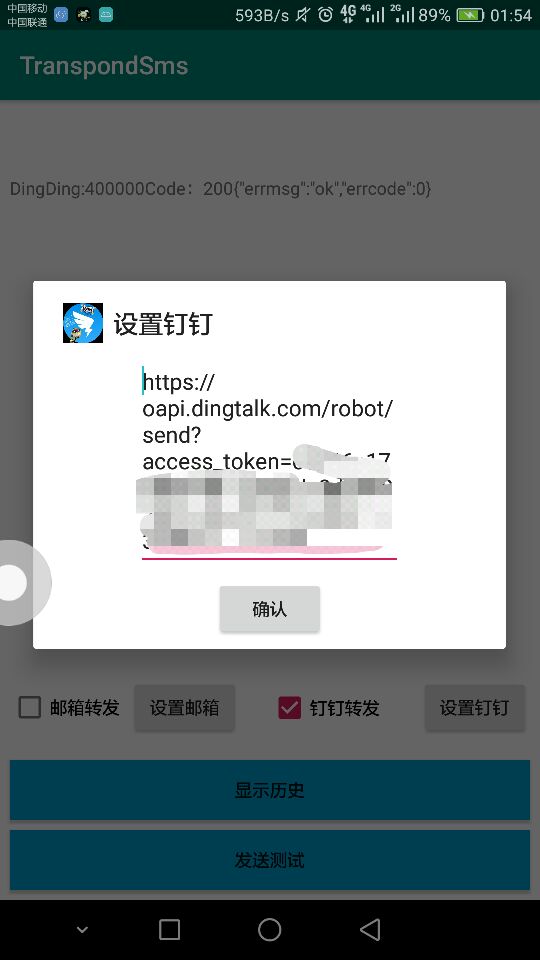 中国移动
中国联通
593B/s 4G 4G 2G 89% 01:54
TranspondSms
DingDing:400000Code：200{"errmsg":"ok","errcode":0}
设置钉钉
https://
oapi.dingtalk.com/robot/
send?
access_token=
确认
邮箱转发 设置邮箱 钉钉转发 设置钉钉
显示历史
发送测试